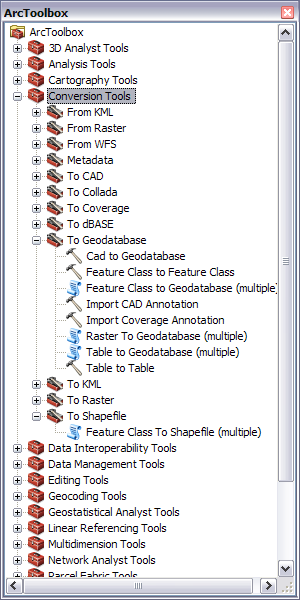 ArcToolbox
ArcToolbox
3D Analyst Tools
Analysis Tools
Cartography Tools
Conversion Tools
From KML
From Raster
From WFS
Metadata
To CAD
To Collada
To Coverage
To dBASE
To Geodatabase
Cad to Geodatabase
Feature Class to Feature Class
Feature Class to Geodatabase (multiple)
Import CAD Annotation
Import Coverage Annotation
Raster To Geodatabase (multiple)
Table to Geodatabase (multiple)
Table to Table
To KML
To Raster
To Shapefile
Feature Class To Shapefile (multiple)
Data Interoperability Tools
Data Management Tools
Editing Tools
Geocoding Tools
Geostatistical Analyst Tools
Linear Referencing Tools
Multidimension Tools
Network Analyst Tools
Parcel Fabric Tools